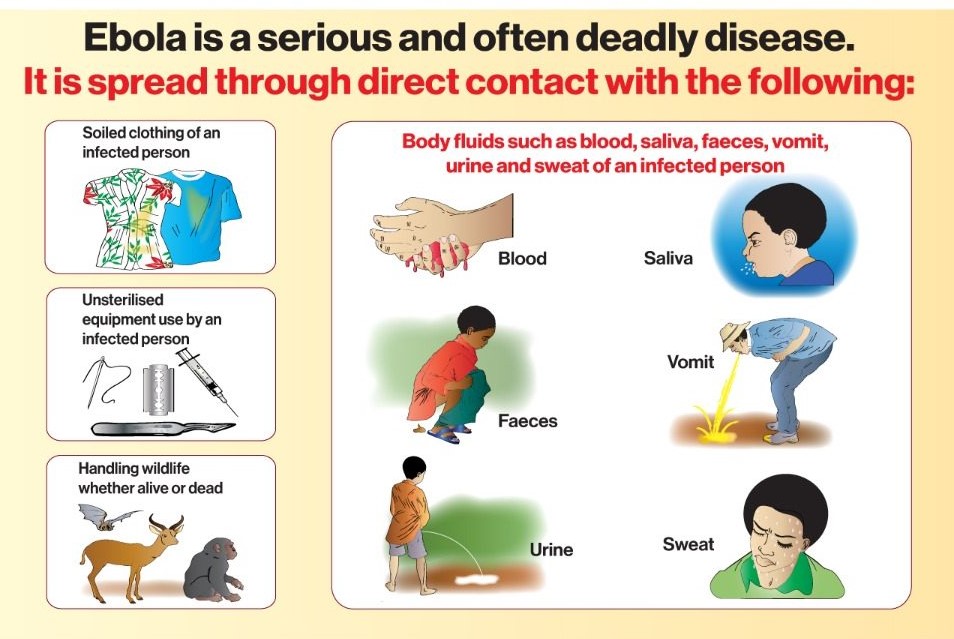 Ebola is a serious and often deadly disease.
It is spread through direct contact with the following:
Soiled clothing of an
infected person
Unsterilised
equipment use by an
infected person
Handling wildlife
whether alive or dead
Body fluids such as blood, saliva, faeces, vomit,
urine and sweat of an infected person
Blood
Saliva
Faeces
Vomit
Urine
Sweat